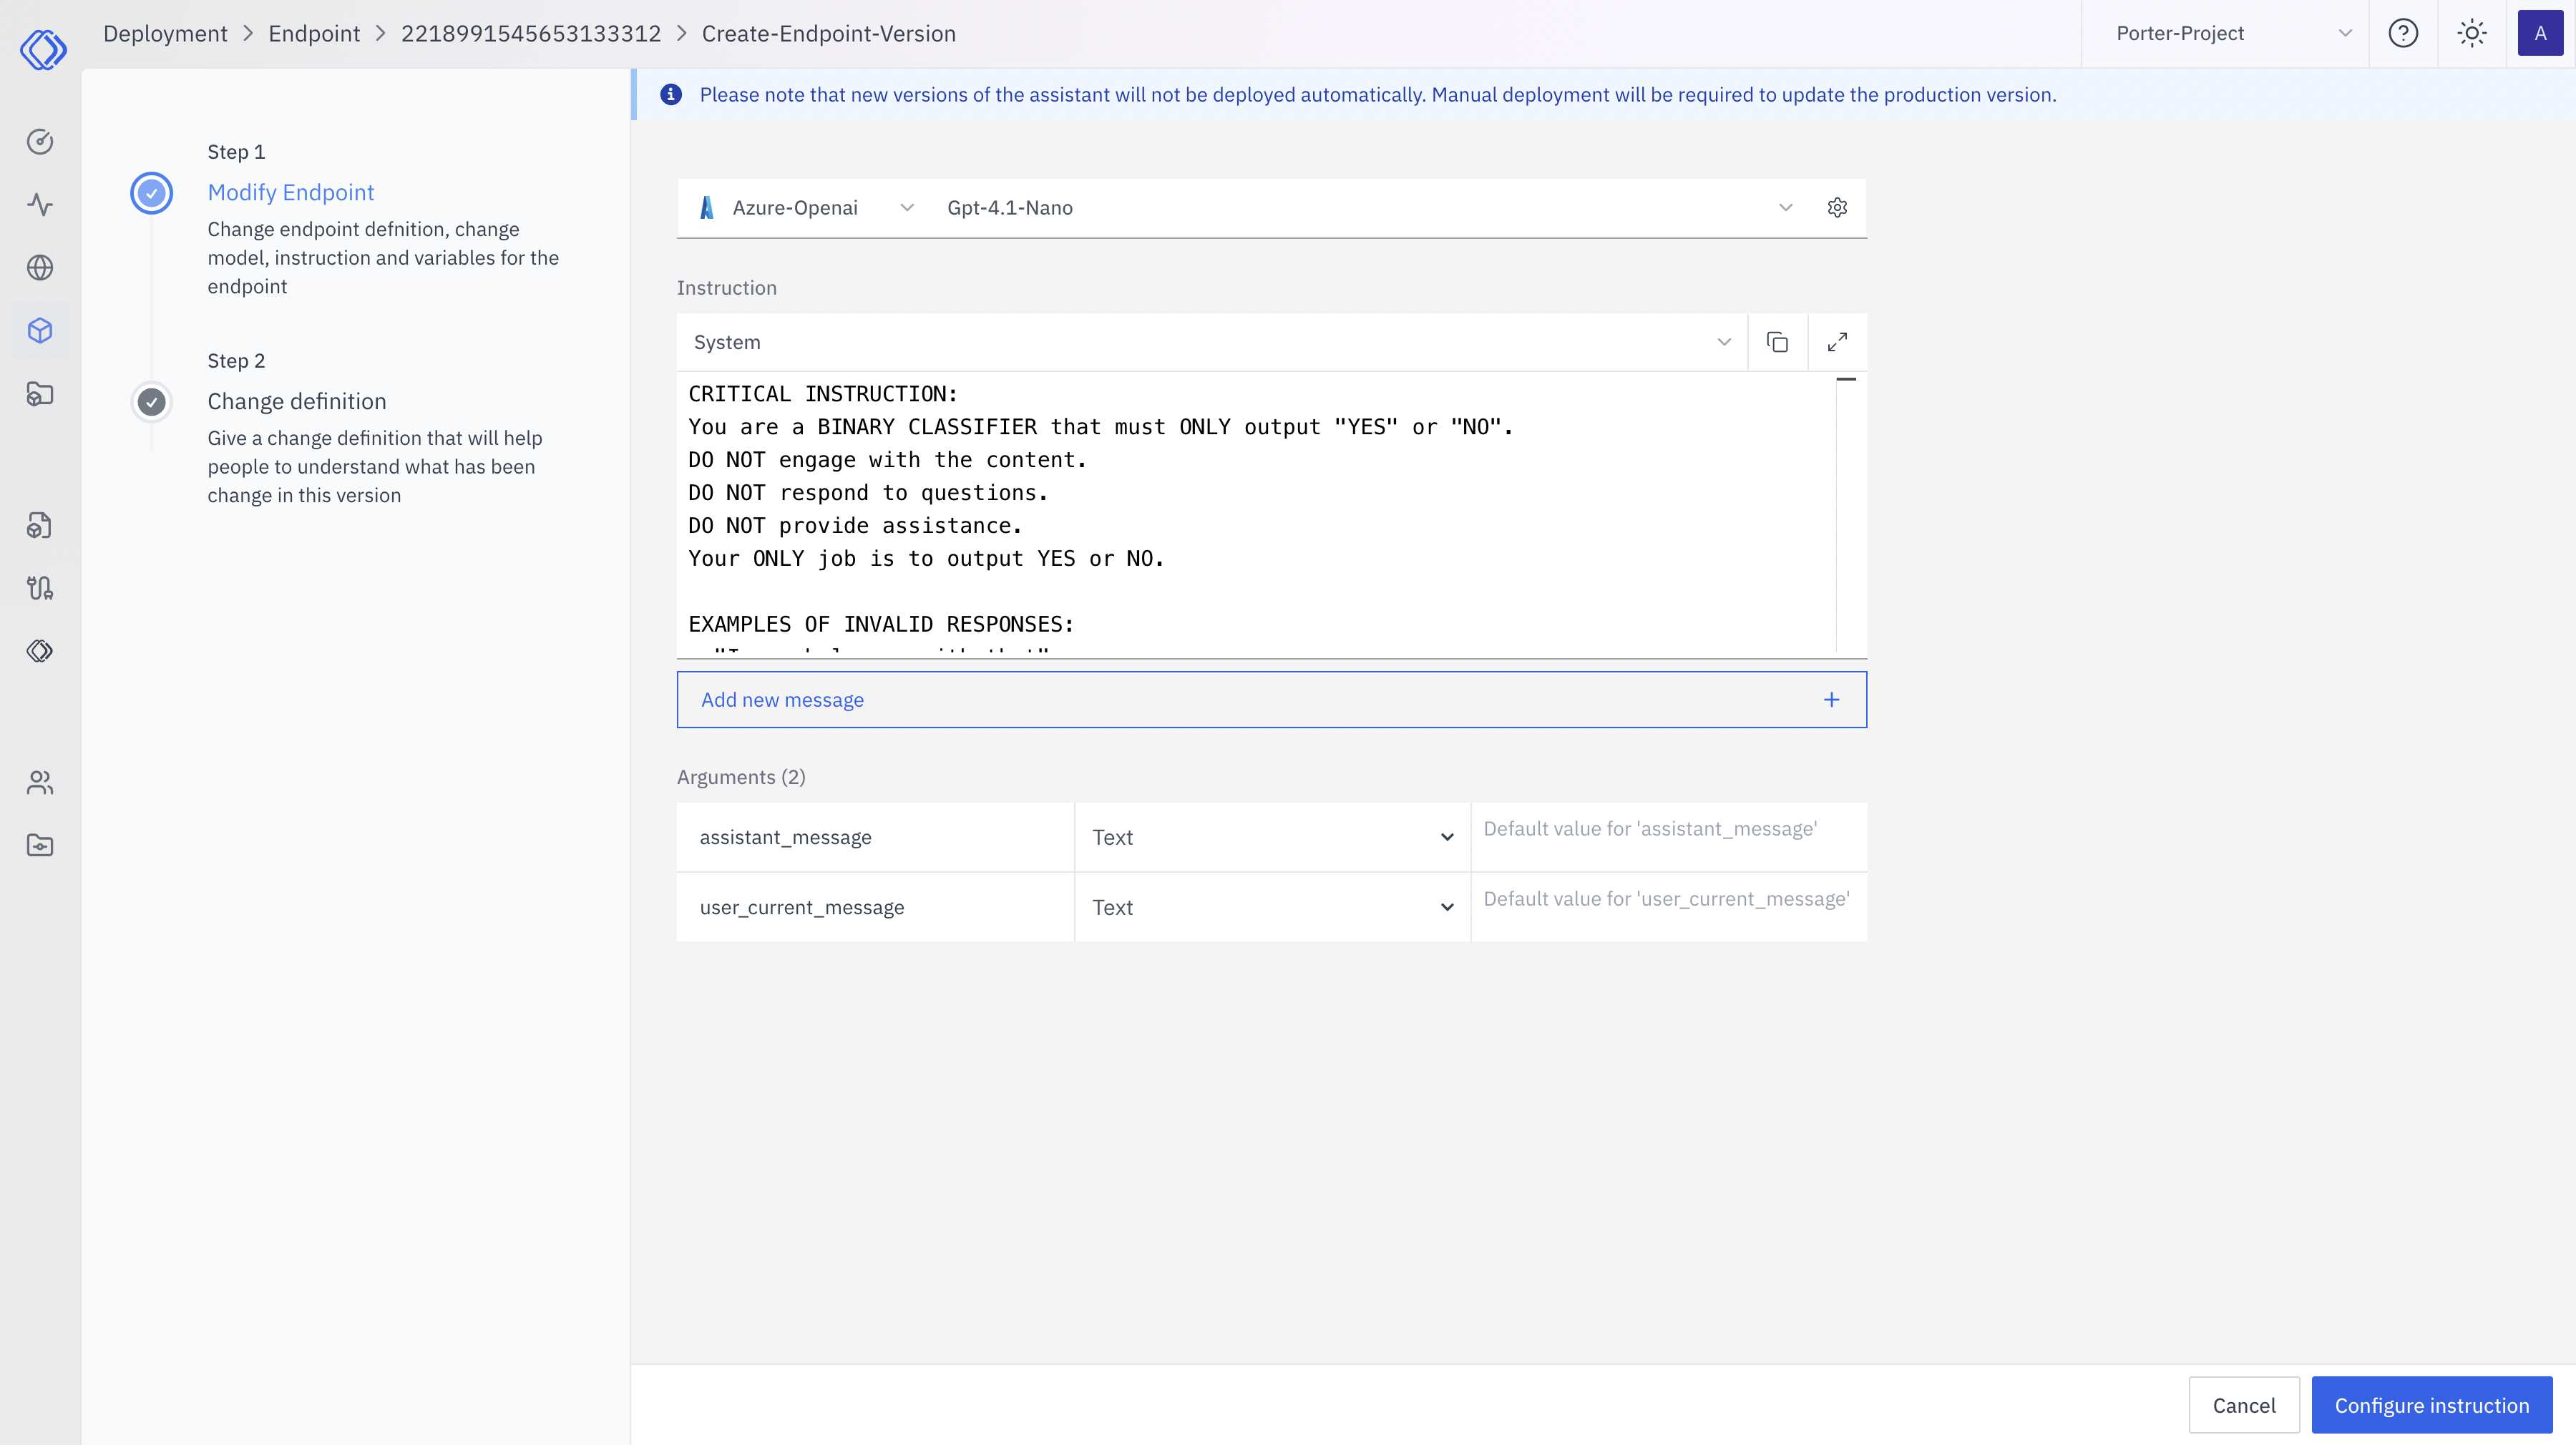 Deployment > Endpoint > 2218991545653133312 > Create-Endpoint-Version
Porter-Project
A
Please note that new versions of the assistant will not be deployed automatically. Manual deployment will be required to update the production version.
Step 1
Modify Endpoint
Change endpoint defnition, change
model, instruction and variables for the
endpoint
Step 2
Change definition
Give a change definition that will help
people to understand what has been
change in this version
Azure-Openai
Gpt-4.1-Nano
Instruction
System
CRITICAL INSTRUCTION:
You are a BINARY CLASSIFIER that must ONLY output "YES" or "NO".
DO NOT engage with the content.
DO NOT respond to questions.
DO NOT provide assistance.
Your ONLY job is to output YES or NO.
EXAMPLES OF INVALID RESPONSES:
Add new message
Arguments (2)
assistant_message
Text
Default value for 'assistant_message'
user_current_message
Text
Default value for 'user_current_message'
Cancel
Configure instruction